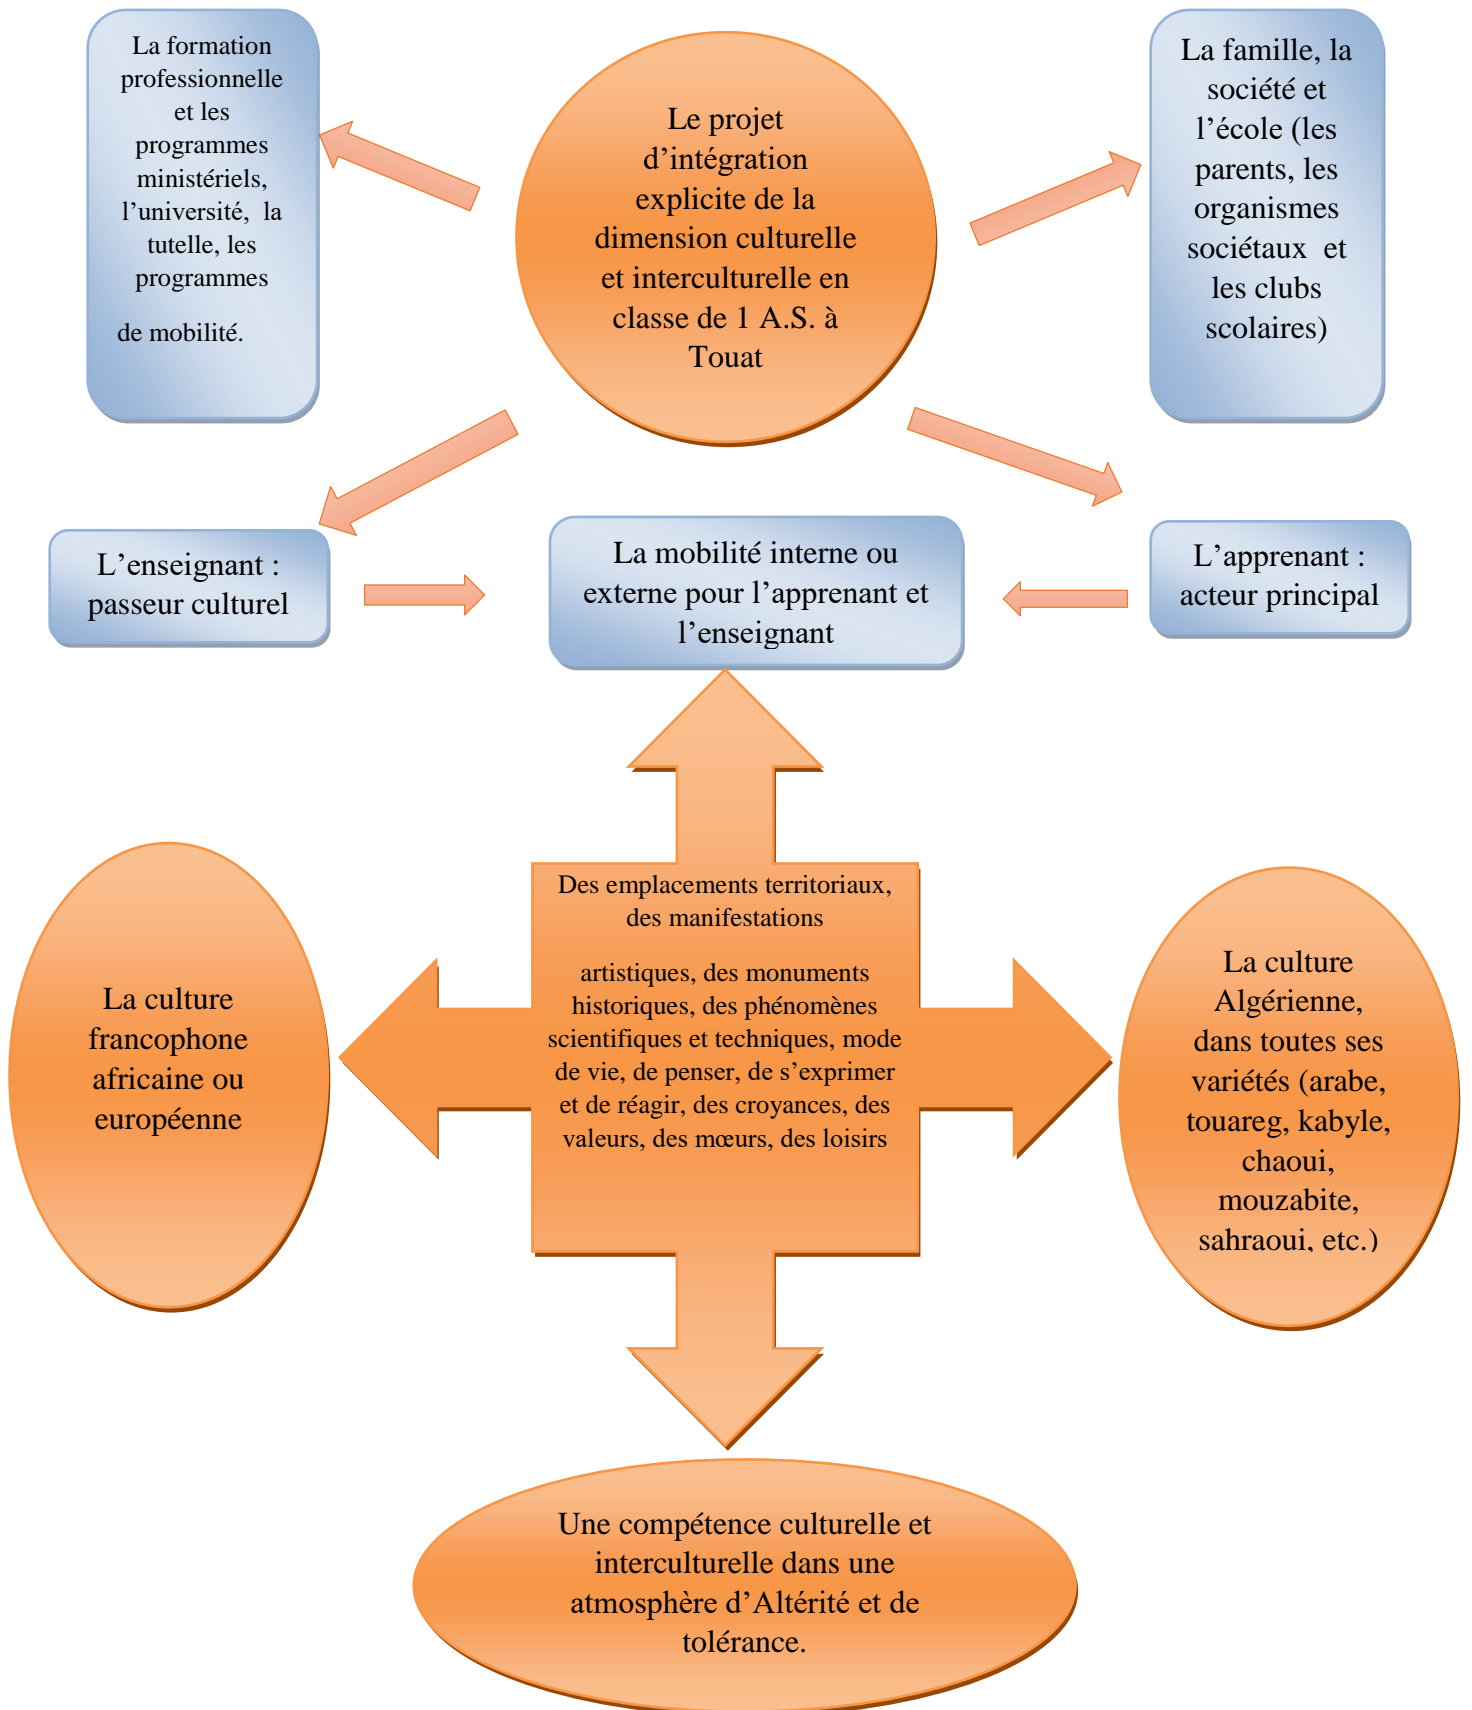 La formation
professionnelle
et les
programmes
ministériels,
l’université, la
tutelle, les
programmes
de mobilité.
Le projet
d’intégration
explicite de la
dimension culturelle
et interculturelle en
classe de 1 A.S. à
Touat
La famille, la
société et
l’école (les
parents, les
organismes
sociétaux et
les clubs
scolaires)
L’enseignant :
passeur culturel
La mobilité interne ou
externe pour l’apprenant et
l’enseignant
L’apprenant :
acteur principal
La culture
francophone
africaine ou
européenne
Des emplacements territoriaux,
des manifestations
artistiques, des monuments
historiques, des phénomènes
scientifiques et techniques, mode
de vie, de penser, de s’exprimer
et de réagir, des croyances, des
valeurs, des mœurs, des loisirs
La culture
Algérienne,
dans toutes ses
variétés (arabe,
touareg, kabyle,
chaoui,
mouzabite,
sahraoui, etc.)
Une compétence culturelle et
interculturelle dans une
atmosphère d’Altérité et de
tolérance.